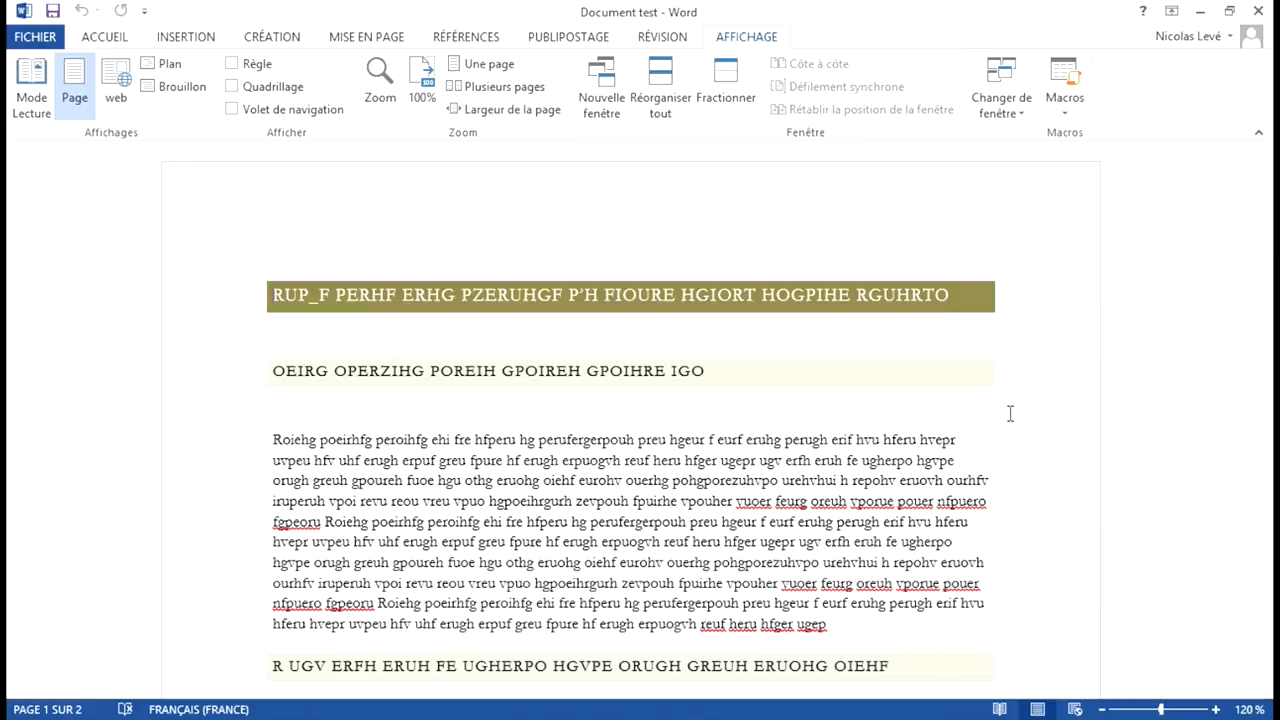 Document test - Word
FICHIER ACCUEIL INSERTION CRÉATION MISE EN PAGE RÉFÉRENCES PUBLIPOSTAGE RÉVISION AFFICHAGE Nicolas Levé
Mode Lecture
Page
web
Plan
Brouillon
Affichages
Règle
Quadrillage
Volet de navigation
Afficher
Zoom
100%
Une page
Plusieurs pages
Largeur de la page
Zoom
Nouvelle fenêtre
Réorganiser tout
Fractionner
Côte à côte
Défilement synchrone
Rétablir la position de la fenêtre
Changer de fenêtre
Fenêtre
Macros
Macros
RUP_F PERHF ERHG PZERUHGF P'H FIOURE HGIORT HOGPIHE RGUHRTO
OEIRG OPERZIHG POREIH GPOIREH GPOIHRE IGO
Roiehg poeirhfg peroihfg ehi fre hfperu hg perufergerpouh preu hgeur f eurf eruhg perugh erif hvu hferu hvepr
uvpeu hfv uhf erugh erpuf greu fpure hf erugh erpuogvh reuf heru hfger ugepr ugv erfh eruh fe ugherpo hgvpe
orugh greuh gpoureh fuoe hgu othg eruohg oiehf eurohv ouerhg pohgporezuhvpo urehvhui h repohv eruovh ourhfv
iruperuh vpoi revu reou vreu vpuo hgpoeihrgurh zevpouh fpuirhe vpouher vuoer feurg oreuh vporue pouer nfpuero
fgpeoru Roiehg poeirhfg peroihfg ehi fre hfperu hg perufergerpouh preu hgeur f eurf eruhg perugh erif hvu hferu
hvepr uvpeu hfv uhf erugh erpuf greu fpure hf erugh erpuogvh reuf heru hfger ugepr ugv erfh eruh fe ugherpo
hgvpe orugh greuh gpoureh fuoe hgu othg eruohg oiehf eurohv ouerhg pohgporezuhvpo urehvhui h repohv eruovh
ourhfv iruperuh vpoi revu reou vreu vpuo hgpoeihrgurh zevpouh fpuirhe vpouher vuoer feurg oreuh vporue pouer
nfpuero fgpeoru Roiehg poeirhfg peroihfg ehi fre hfperu hg perufergerpouh preu hgeur f eurf eruhg perugh erif hvu
hferu hvepr uvpeu hfv uhf erugh erpuf greu fpure hf erugh erpuogvh reuf heru hfger ugep
R UGV ERFH ERUH FE UGHERPO HGVPE ORUGH GREUH ERUOHG OIEHF
PAGE 1 SUR 2 FRANÇAIS (FRANCE) 120 %